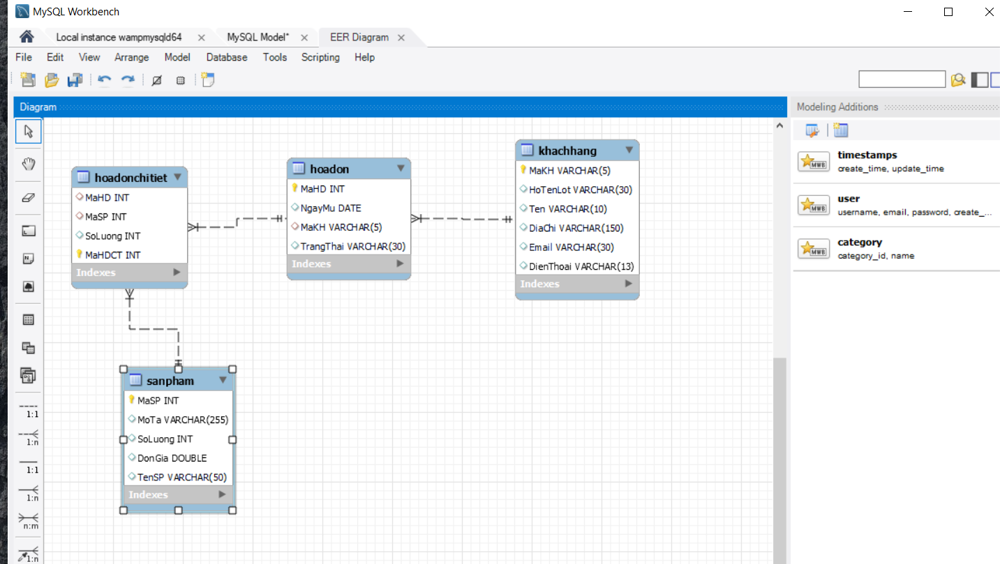 MySQL Workbench
Local instance wampmysqld64
MySQL Model*
EER Diagram
File Edit View Arrange Model Database Tools Scripting Help
Diagram
Modeling Additions
timestamps
create_time, update_time
user
username, email, password, create_...
category
category_id, name
hoadonchitiet
MaHD INT
MaSP INT
SoLuong INT
MaHDCT INT
Indexes
hoadon
MaHD INT
NgayMu DATE
MaKH VARCHAR(5)
TrangThai VARCHAR(30)
Indexes
khachhang
MaKH VARCHAR(5)
HoTenLot VARCHAR(30)
Ten VARCHAR(10)
DiaChi VARCHAR(150)
Email VARCHAR(30)
DienThoai VARCHAR(13)
Indexes
sanpham
MaSP INT
MoTa VARCHAR(255)
SoLuong INT
DonGia DOUBLE
TenSP VARCHAR(50)
Indexes
1:1
1:n
1:1
1:n
n:m
1:n
MWB
MWB
MWB